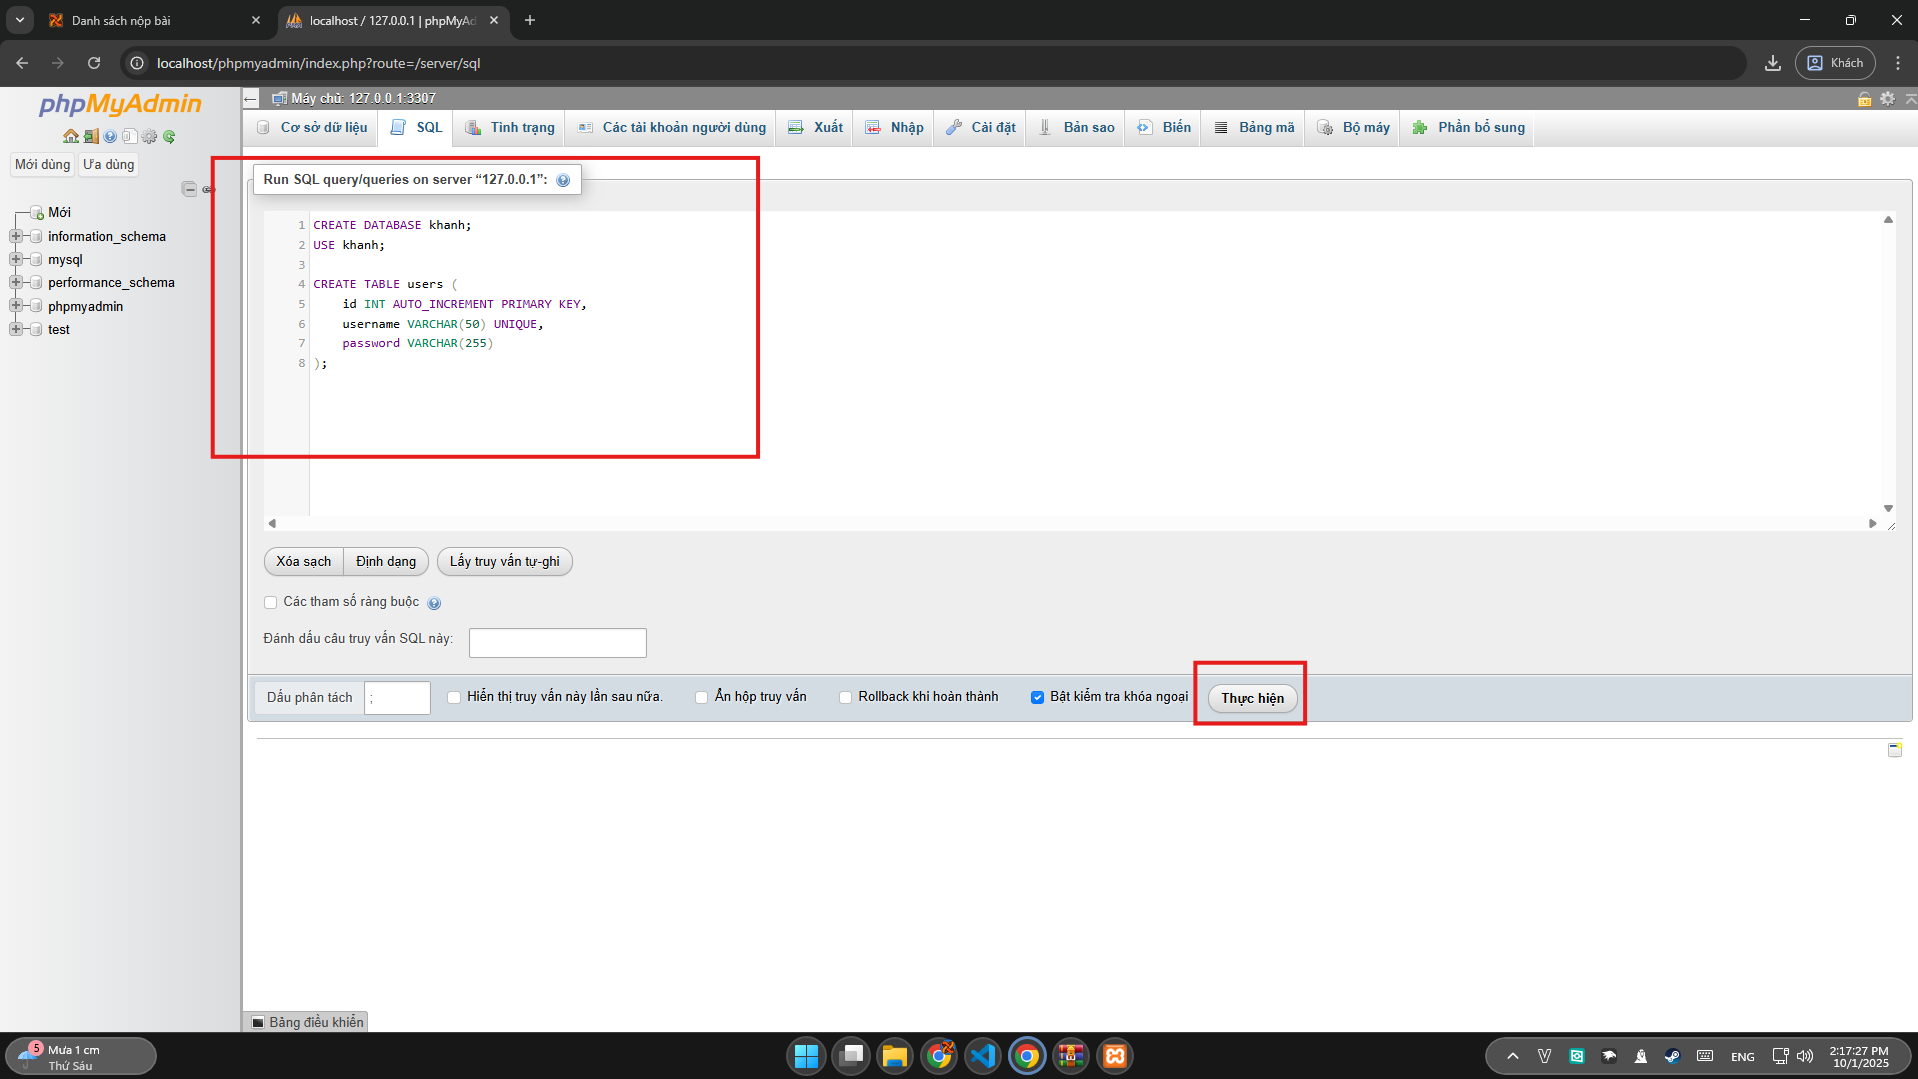 Danh sách nộp bài
localhost / 127.0.0.1 | phpMyAd
localhost/phpmyadmin/index.php?route=/server/sql
Khách
phpMyAdmin
Máy chủ: 127.0.0.1:3307
Cơ sở dữ liệu
SQL
Tình trạng
Các tài khoản người dùng
Xuất
Nhập
Cài đặt
Bản sao
Biến
Bảng mã
Bộ máy
Phần bổ sung
Mới dùng
Ưa dùng
Mới
information_schema
mysql
performance_schema
phpmyadmin
test
Run SQL query/queries on server “127.0.0.1”:
1 CREATE DATABASE khanh;
2 USE khanh;
3
4 CREATE TABLE users (
5 id INT AUTO_INCREMENT PRIMARY KEY,
6 username VARCHAR(50) UNIQUE,
7 password VARCHAR(255)
8 );
Xóa sạch
Định dạng
Lấy truy vấn tự-ghi
Các tham số ràng buộc
Đánh dấu câu truy vấn SQL này:
Dấu phân tách
;
Hiển thị truy vấn này lần sau nữa.
Ẩn hộp truy vấn
Rollback khi hoàn thành
Bật kiểm tra khóa ngoại
Thực hiện
Bảng điều khiển
5
Mưa 1 cm
Thứ Sáu
ENG
2:17:27 PM
10/1/2025